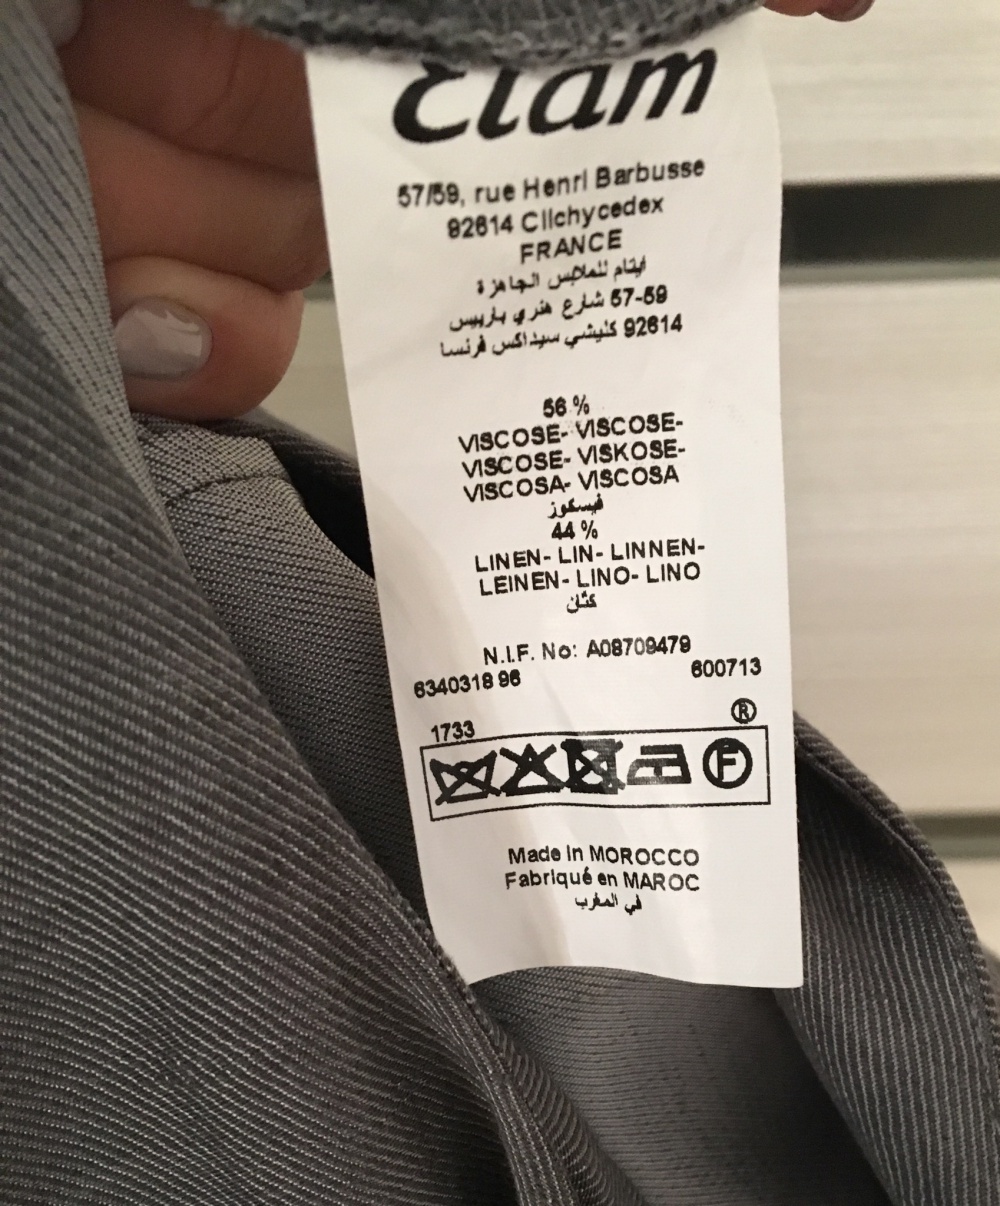 Etam
57/59, rue Henri Barbusse
92614 Clichycedex
FRANCE
ايتام للملابس الجاهزة
57-59 شارع هنري باربيس
92614 كليشي سيداكس فرنسا
56 %
VISCOSE- VISCOSE-
VISCOSE- VISKOSE-
VISCOSA- VISCOSA
فيسكوز
44 %
LINEN- LIN- LINNEN-
LEINEN- LINO- LINO
كتان
N.I.F. No: A08709479
6340318 96 600713
1733 ®
F
Made in MOROCCO
Fabriqué en MAROC
في المغرب